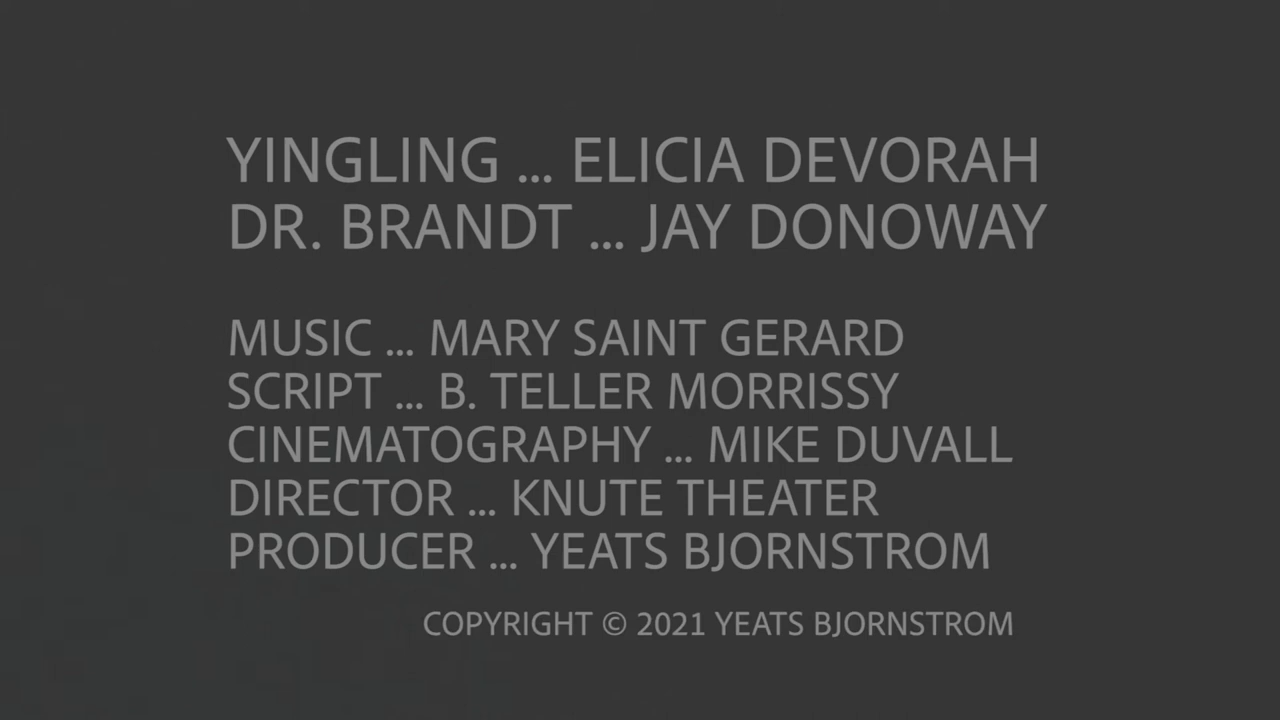 YINGLING ... ELICIA DEVORAH
DR. BRANDT ... JAY DONOWAY
MUSIC ... MARY SAINT GERARD
SCRIPT ... B. TELLER MORRISSY
CINEMATOGRAPHY ... MIKE DUVALL
DIRECTOR ... KNUTE THEATER
PRODUCER ... YEATS BJORNSTROM
COPYRIGHT © 2021 YEATS BJORNSTROM